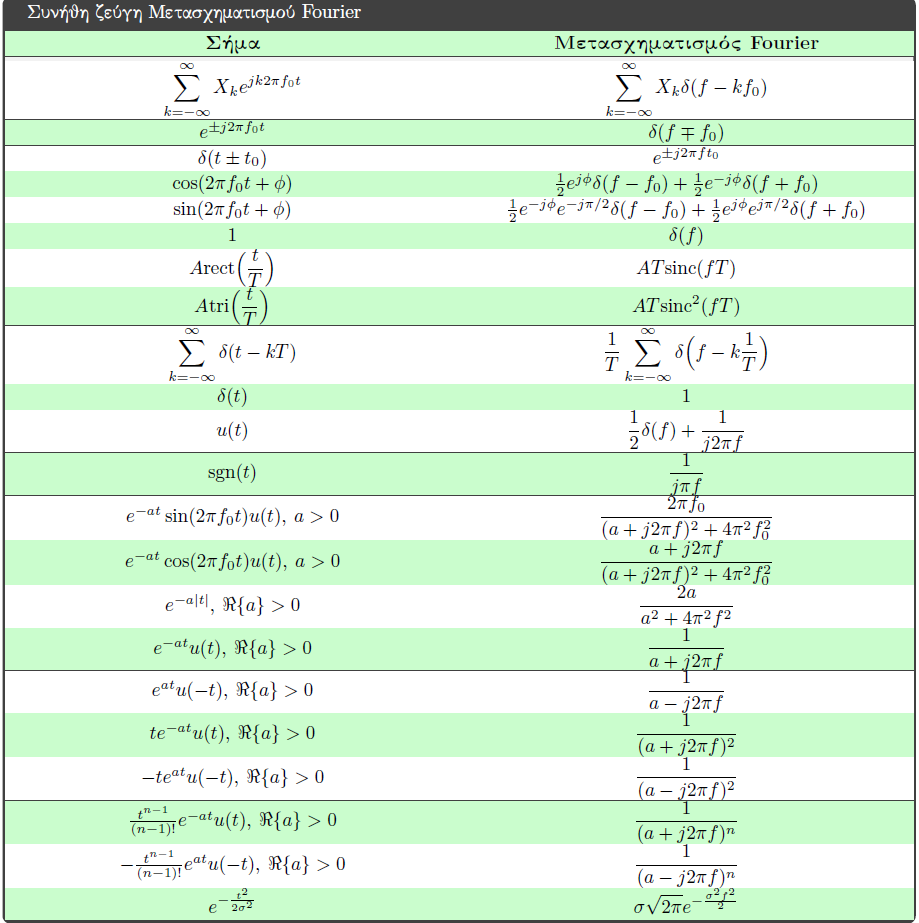 Συνήθη ζεύγη Μετασχηματισμού Fourier
Σήμα Μετασχηματισμός Fourier
$\sum_{k=-\infty}^{\infty} X_k e^{jk2\pi f_0 t}$ $\sum_{k=-\infty}^{\infty} X_k \delta(f - kf_0)$
$e^{\pm j2\pi f_0 t}$ $\delta(f \mp f_0)$
$\delta(t \pm t_0)$ $e^{\pm j2\pi f t_0}$
$\cos(2\pi f_0 t + \phi)$ $\frac{1}{2}e^{j\phi}\delta(f - f_0) + \frac{1}{2}e^{-j\phi}\delta(f + f_0)$
$\sin(2\pi f_0 t + \phi)$ $\frac{1}{2}e^{-j\phi}e^{-j\pi/2}\delta(f - f_0) + \frac{1}{2}e^{j\phi}e^{j\pi/2}\delta(f + f_0)$
$1$ $\delta(f)$
$A\text{rect}\left(\frac{t}{T}\right)$ $AT\text{sinc}(fT)$
$A\text{tri}\left(\frac{t}{T}\right)$ $AT\text{sinc}^2(fT)$
$\sum_{k=-\infty}^{\infty} \delta(t - kT)$ $\frac{1}{T}\sum_{k=-\infty}^{\infty} \delta\left(f - k\frac{1}{T}\right)$
$\delta(t)$ $1$
$u(t)$ $\frac{1}{2}\delta(f) + \frac{1}{j2\pi f}$
$\text{sgn}(t)$ $\frac{1}{j\pi f}$
$e^{-at}\sin(2\pi f_0 t)u(t),\ a > 0$ $\frac{2\pi f_0}{(a + j2\pi f)^2 + 4\pi^2 f_0^2}$
$e^{-at}\cos(2\pi f_0 t)u(t),\ a > 0$ $\frac{a + j2\pi f}{(a + j2\pi f)^2 + 4\pi^2 f_0^2}$
$e^{-a|t|},\ \Re\{a\} > 0$ $\frac{2a}{a^2 + 4\pi^2 f^2}$
$e^{-at}u(t),\ \Re\{a\} > 0$ $\frac{1}{a + j2\pi f}$
$e^{at}u(-t),\ \Re\{a\} > 0$ $\frac{1}{a - j2\pi f}$
$te^{-at}u(t),\ \Re\{a\} > 0$ $\frac{1}{(a + j2\pi f)^2}$
$-te^{at}u(-t),\ \Re\{a\} > 0$ $\frac{1}{(a - j2\pi f)^2}$
$\frac{t^{n-1}}{(n-1)!}e^{-at}u(t),\ \Re\{a\} > 0$ $\frac{1}{(a + j2\pi f)^n}$
$-\frac{t^{n-1}}{(n-1)!}e^{at}u(-t),\ \Re\{a\} > 0$ $\frac{1}{(a - j2\pi f)^n}$
$e^{-\frac{t^2}{2\sigma^2}}$ $\sigma\sqrt{2\pi}e^{-\frac{\sigma^2 f^2}{2}}$